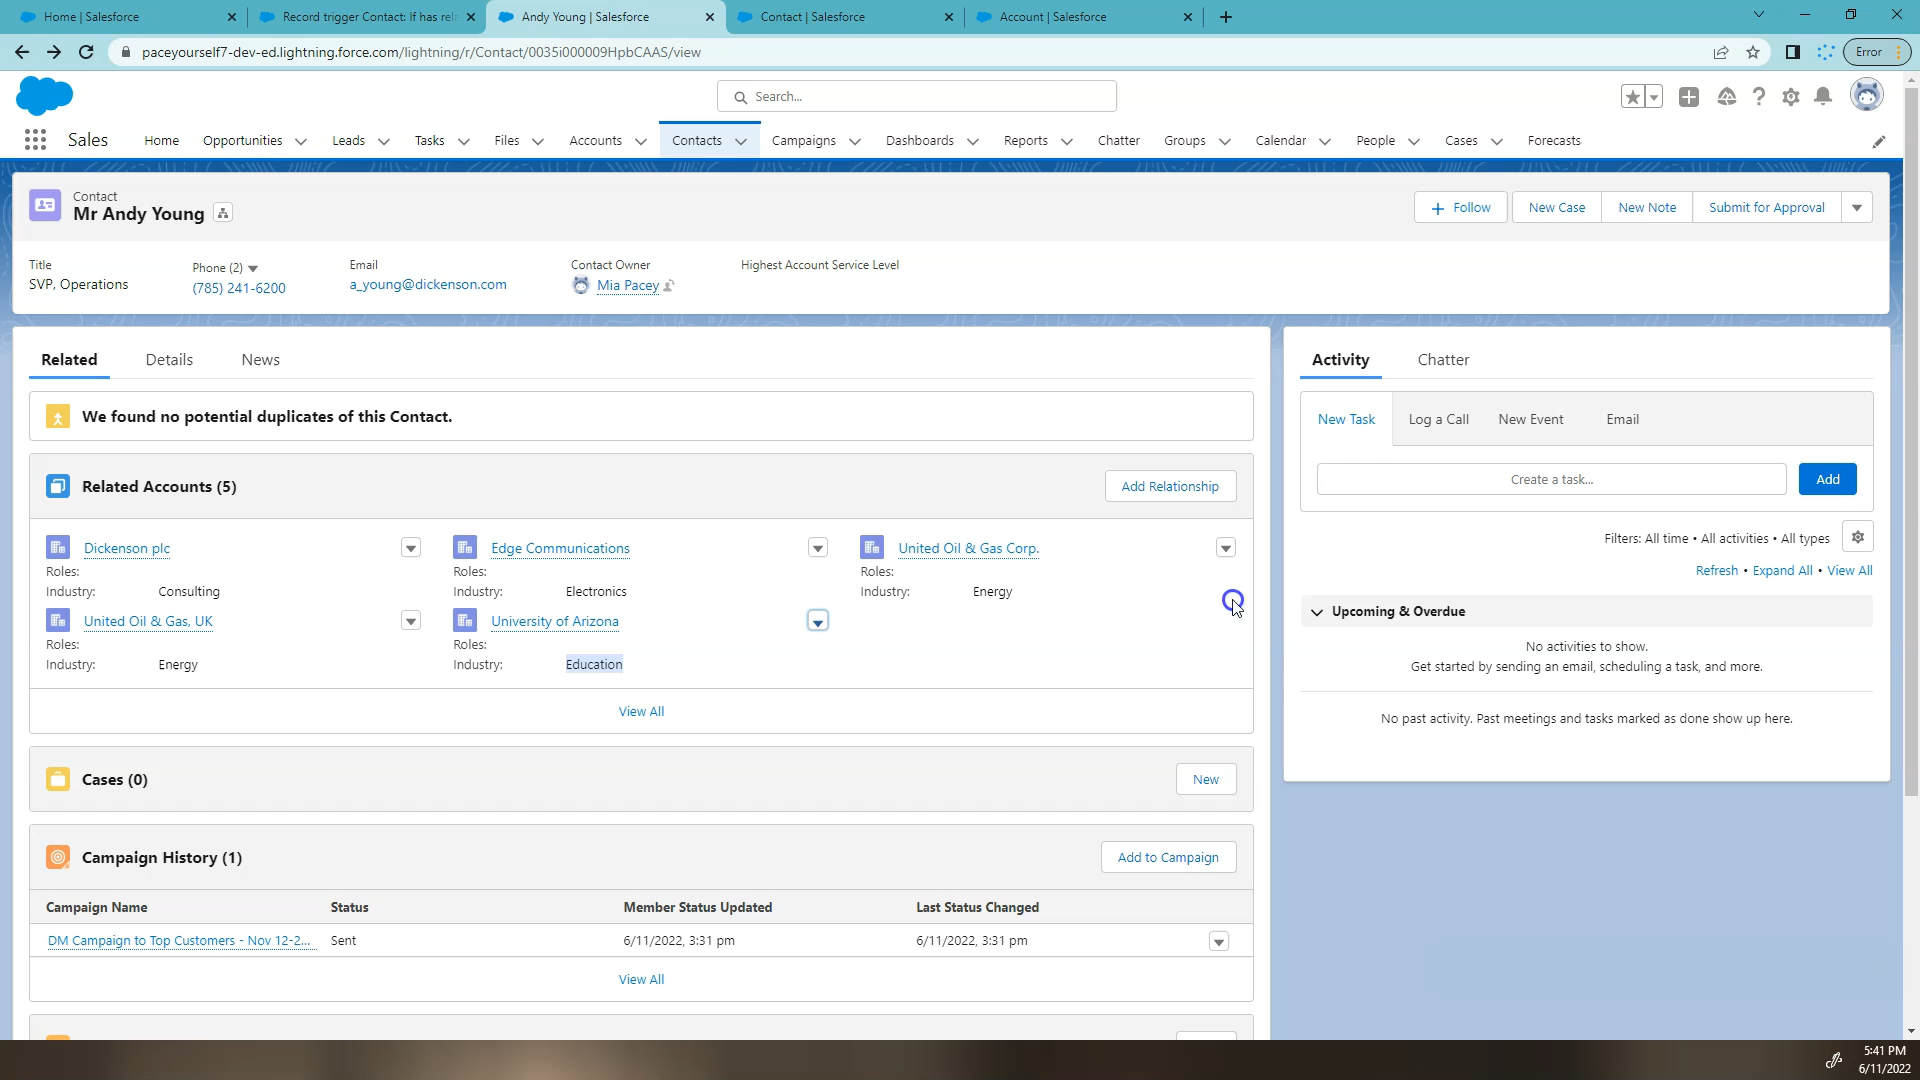 Home | Salesforce
Record trigger Contact: If has rel
Andy Young | Salesforce
Contact | Salesforce
Account | Salesforce
paceyourself7-dev-ed.lightning.force.com/lightning/r/Contact/0035i000009HpbCAAS/view
Error
Search...
Sales
Home
Opportunities
Leads
Tasks
Files
Accounts
Contacts
Campaigns
Dashboards
Reports
Chatter
Groups
Calendar
People
Cases
Forecasts
Contact
Mr Andy Young
Follow
New Case
New Note
Submit for Approval
Title
Phone (2)
Email
Contact Owner
Highest Account Service Level
SVP, Operations
(785) 241-6200
a_young@dickenson.com
Mia Pacey
Related
Details
News
We found no potential duplicates of this Contact.
Related Accounts (5)
Add Relationship
Dickenson plc
Roles:
Industry: Consulting
Edge Communications
Roles:
Industry: Electronics
United Oil & Gas Corp.
Roles:
Industry: Energy
United Oil & Gas, UK
Roles:
Industry: Energy
University of Arizona
Roles:
Industry: Education
View All
Cases (0)
New
Campaign History (1)
Add to Campaign
Campaign Name Status Member Status Updated Last Status Changed
DM Campaign to Top Customers - Nov 12-2... Sent 6/11/2022, 3:31 pm 6/11/2022, 3:31 pm
View All
Activity
Chatter
New Task
Log a Call
New Event
Email
Create a task...
Add
Filters: All time • All activities • All types
Refresh • Expand All • View All
Upcoming & Overdue
No activities to show.
Get started by sending an email, scheduling a task, and more.
No past activity. Past meetings and tasks marked as done show up here.
5:41 PM
6/11/2022